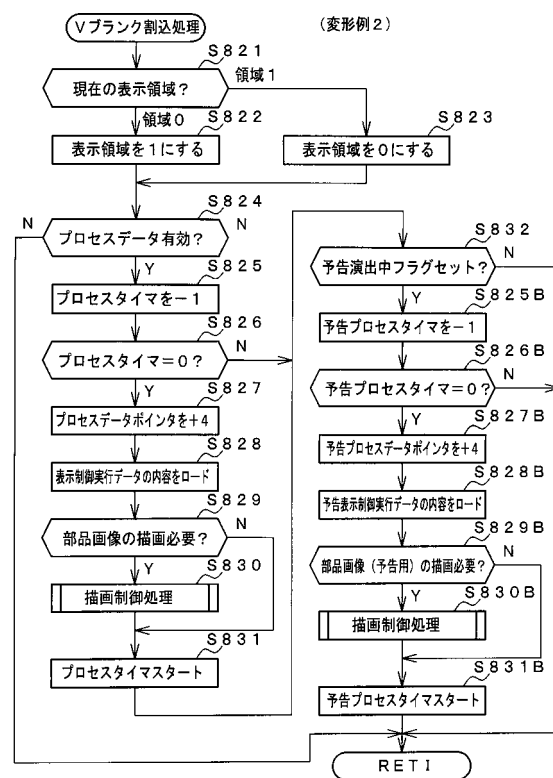 Ｖブランク割込処理
（変形例２）
Ｓ８２１
現在の表示領域？
領域１
領域０
Ｓ８２２
表示領域を１にする
Ｓ８２３
表示領域を０にする
Ｓ８２４
Ｎ
プロセスデータ有効？
Ｎ
Ｙ
Ｓ８２５
プロセスタイマを－１
Ｓ８２６
プロセスタイマ＝０？
Ｎ
Ｙ
Ｓ８２７
プロセスデータポインタを＋４
Ｓ８２８
表示制御実行データの内容をロード
Ｓ８２９
部品画像の描画必要？
Ｎ
Ｙ
Ｓ８３０
描画制御処理
Ｓ８３１
プロセスタイマスタート
Ｓ８３２
予告演出中フラグセット？
Ｎ
Ｙ
Ｓ８２５Ｂ
予告プロセスタイマを－１
Ｓ８２６Ｂ
予告プロセスタイマ＝０？
Ｎ
Ｙ
Ｓ８２７Ｂ
予告プロセスデータポインタを＋４
Ｓ８２８Ｂ
予告表示制御実行データの内容をロード
Ｓ８２９Ｂ
部品画像（予告用）の描画必要？
Ｎ
Ｙ
Ｓ８３０Ｂ
描画制御処理
Ｓ８３１Ｂ
予告プロセスタイマスタート
ＲＥＴＩ